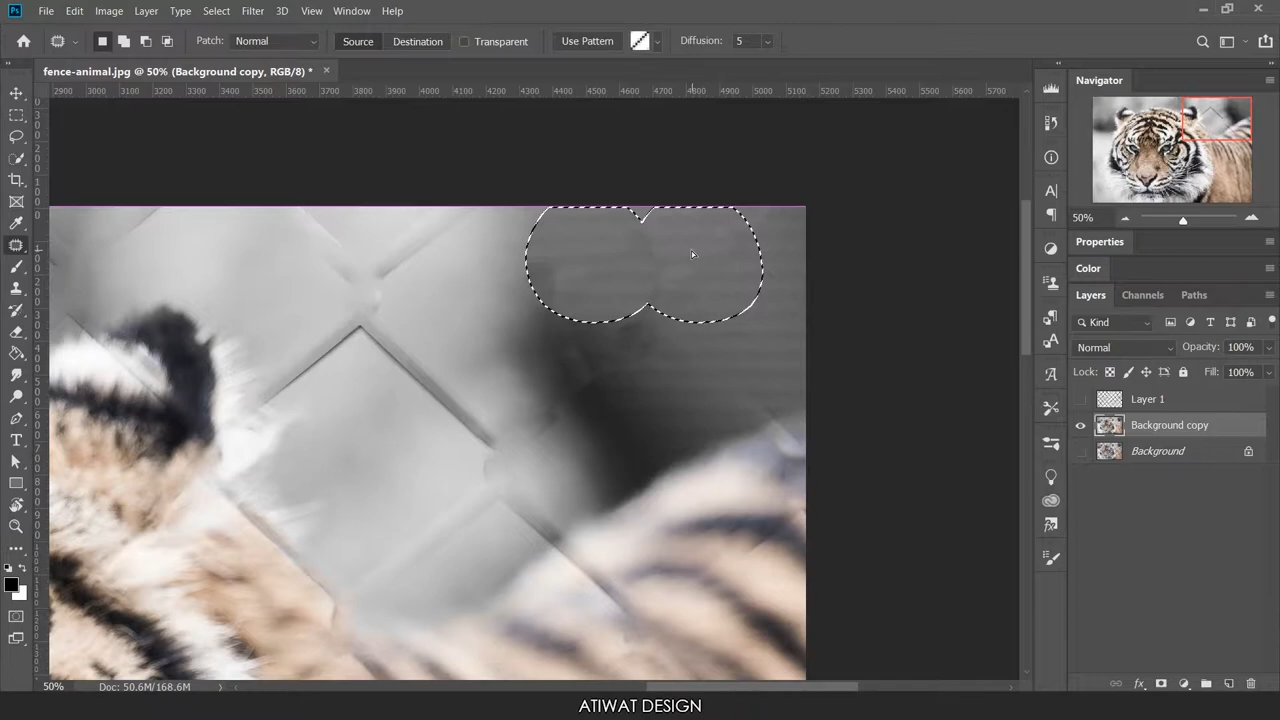 Ps File Edit Image Layer Type Select Filter 3D View Window Help
Patch: Normal Source Destination Transparent Use Pattern Diffusion: 5
fence-animal.jpg @ 50% (Background copy, RGB/8) *
2900 3000 3100 3200 3300 3400 3500 3600 3700 3800 3900 4000 4100 4200 4300 4400 4500 4600 4700 4800 4900 5000 5100 5200 5300 5400 5500 5600 5700
Navigator
50%
Properties
Color
Layers Channels Paths
Kind
Normal Opacity: 100%
Lock: Fill: 100%
Layer 1
Background copy
Background
50% Doc: 50.6M/168.6M
ATIWAT DESIGN